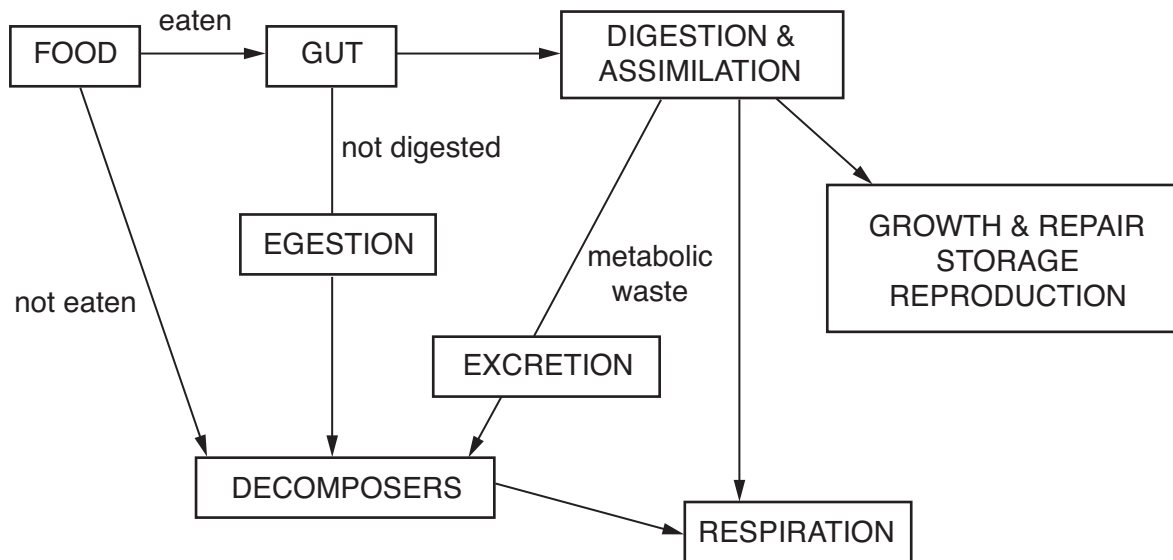 eaten
FOOD
GUT
DIGESTION &
ASSIMILATION
not digested
GROWTH & REPAIR
STORAGE
REPRODUCTION
EGESTION
metabolic
waste
not eaten
EXCRETION
DECOMPOSERS
RESPIRATION